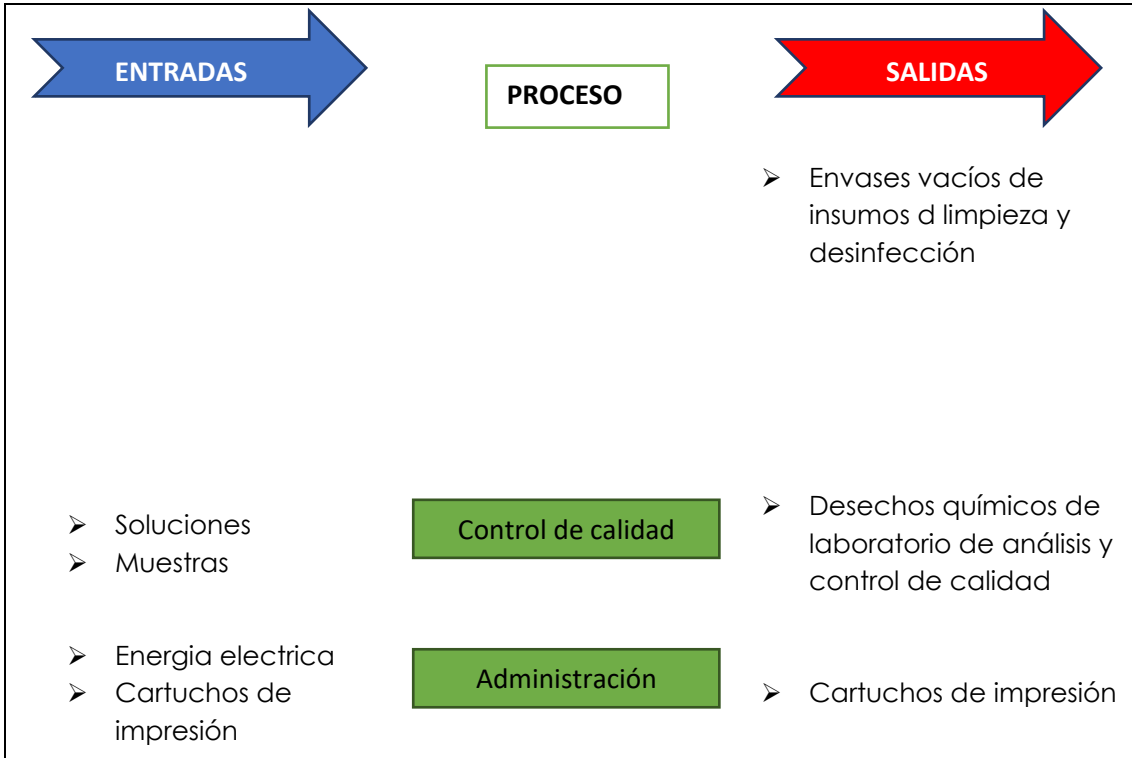 ENTRADAS
PROCESO
SALIDAS
➢ Envases vacíos de
insumos d limpieza y
desinfección
➢ Soluciones
➢ Muestras
Control de calidad
➢ Desechos químicos de
laboratorio de análisis y
control de calidad
➢ Energia electrica
➢ Cartuchos de
impresión
Administración
➢ Cartuchos de impresión